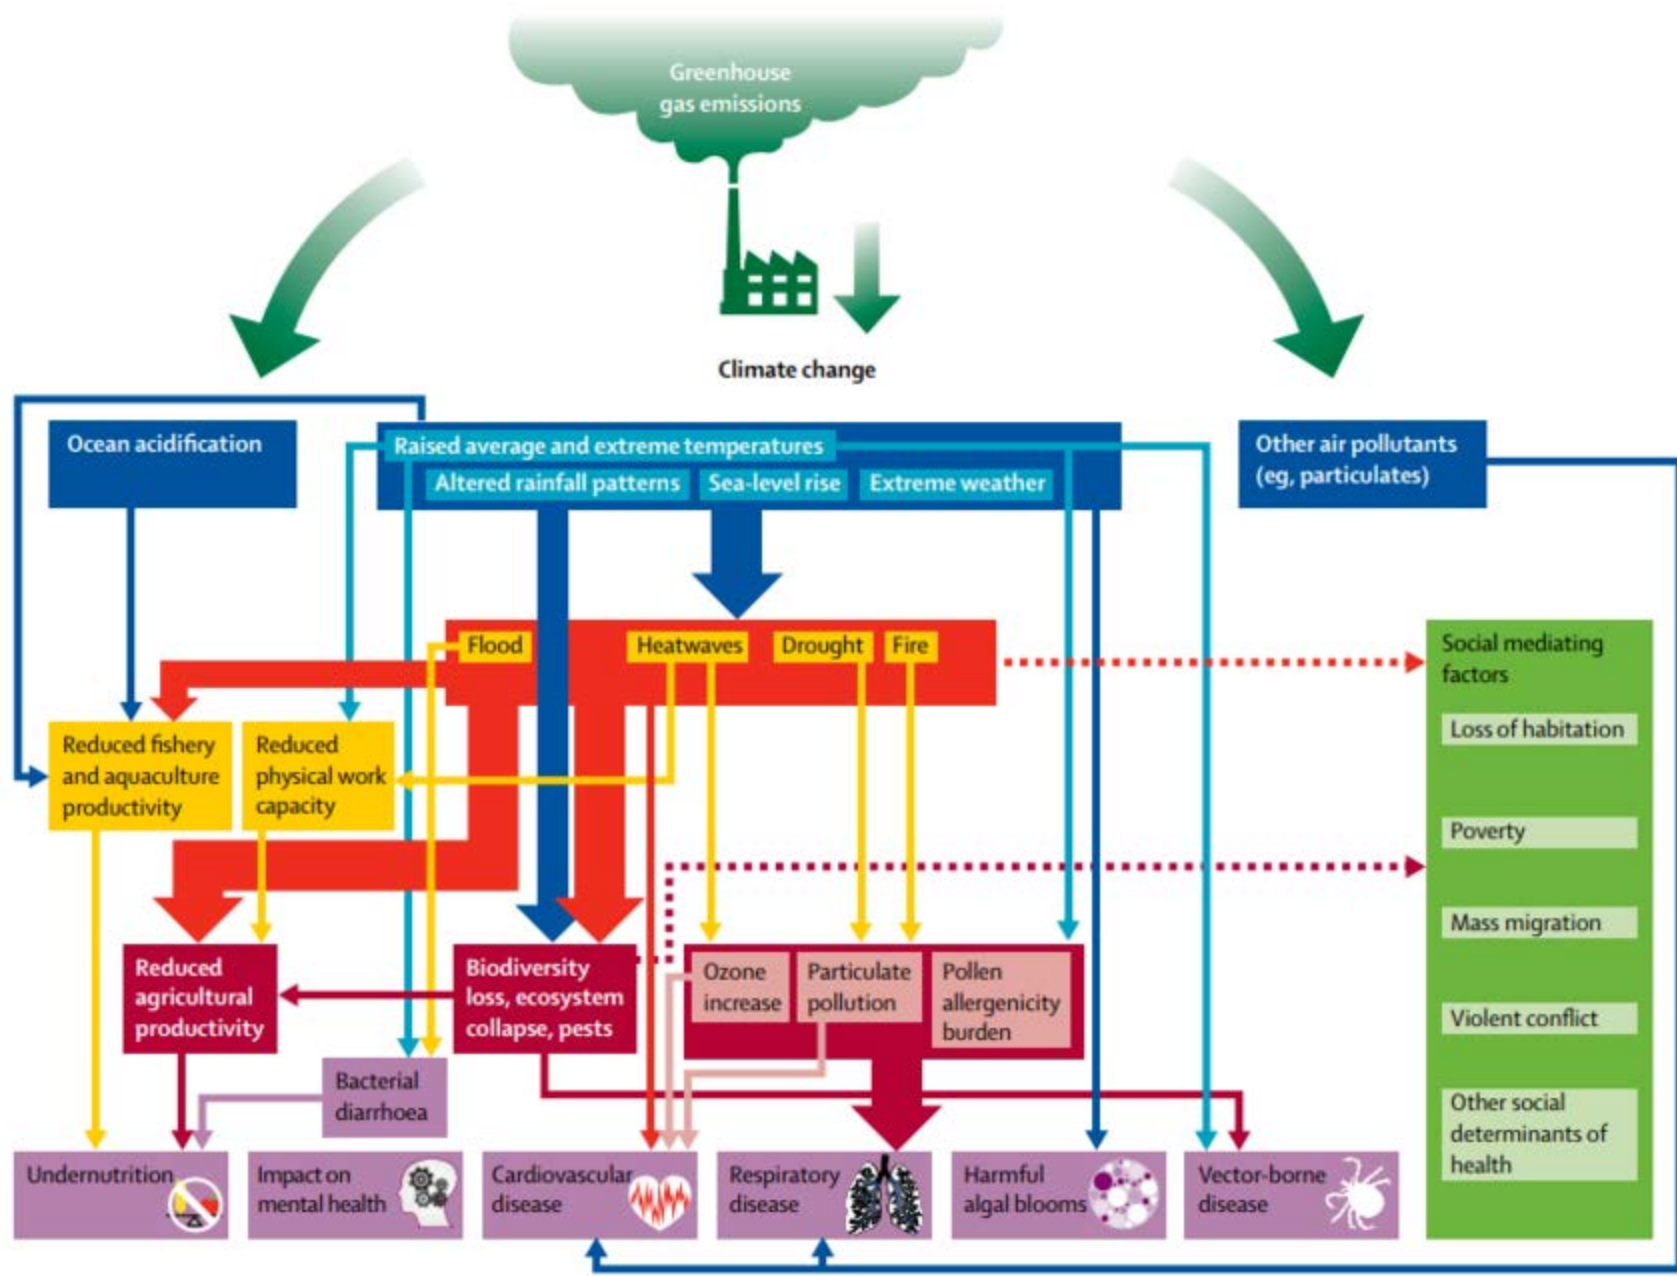 Greenhouse
gas emissions
Climate change
Ocean acidification
Raised average and extreme temperatures
Altered rainfall patterns
Sea-level rise
Extreme weather
Other air pollutants
(eg, particulates)
Flood
Heatwaves
Drought
Fire
Social mediating
factors
Loss of habitation
Poverty
Mass migration
Violent conflict
Other social
determinants of
health
Reduced fishery
and aquaculture
productivity
Reduced
physical work
capacity
Reduced
agricultural
productivity
Biodiversity
loss, ecosystem
collapse, pests
Ozone
increase
Particulate
pollution
Pollen
allergenicity
burden
Bacterial
diarrhoea
Undernutrition
Impact on
mental health
Cardiovascular
disease
Respiratory
disease
Harmful
algal blooms
Vector-borne
disease